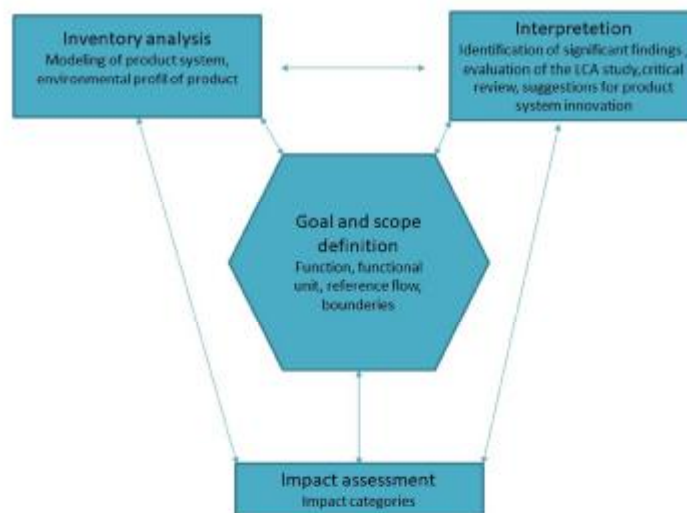 Inventory analysis
Modeling of product system,
environmental profil of product
Interpretetion
Identification of significant findings ,
evaluation of the LCA study,critical
review, suggestions for product
system innovation
Goal and scope
definition
Function, functional
unit, reference flow,
bounderies
Impact assessment
Impact categories